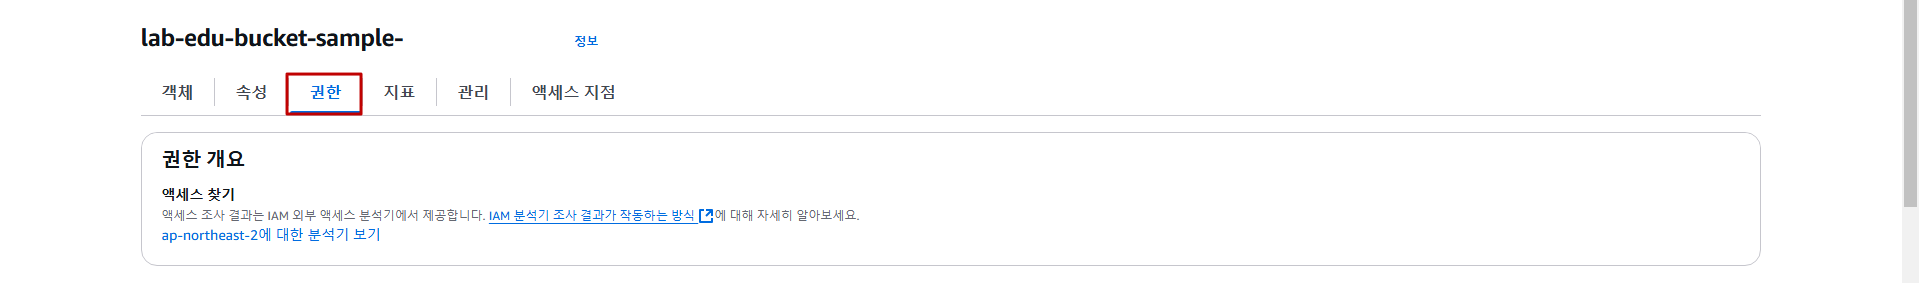 lab-edu-bucket-sample- 정보
객체 속성 권한 지표 관리 액세스 지점
권한 개요
액세스 찾기
액세스 조사 결과는 IAM 외부 액세스 분석기에서 제공합니다. IAM 분석기 조사 결과가 작동하는 방식 에 대해 자세히 알아보세요.
ap-northeast-2에 대한 분석기 보기